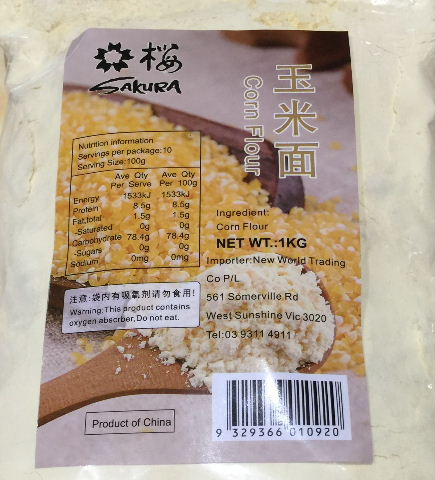 桜
SAKURA
玉米面
Corn Flour
Nutrition information
Servings per package:10
Serving Size:100g
Ave Qty Ave Qty
Per Serve Per 100g
Energy 1533kJ 1533kJ
Protein 8.5g 8.5g
Fat,total 1.5g 1.5g
-Saturated 0g 0g
Carbohydrate 78.4g 78.4g
-Sugars 0g 0g
Sodium 0mg 0mg
Ingredient:
Corn Flour
NET WT.:1KG
Importer:New World Trading
Co P/L
561 Somerville Rd
West Sunshine Vic 3020
Tel:03 9311 4911
注意:袋内有吸氧剂请勿食用!
Warning:This product contains
oxygen absorber,Do not eat.
Product of China
9 329366 010920